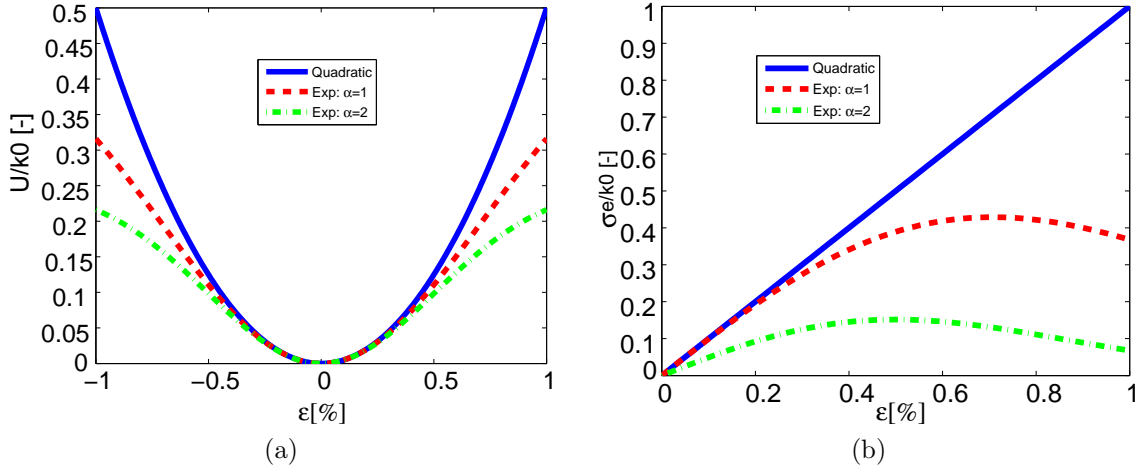 0.5
0.45
0.4
0.35
0.3
0.25
0.2
0.15
0.1
0.05
0
U/k0 [-]
Quadratic
Exp: α=1
Exp: α=2
−1
−0.5
0
0.5
1
ε[%]
(a)
1
0.9
0.8
0.7
0.6
0.5
0.4
0.3
0.2
0.1
0
σe/k0 [-]
Quadratic
Exp: α=1
Exp: α=2
0
0.2
0.4
0.6
0.8
1
ε[%]
(b)